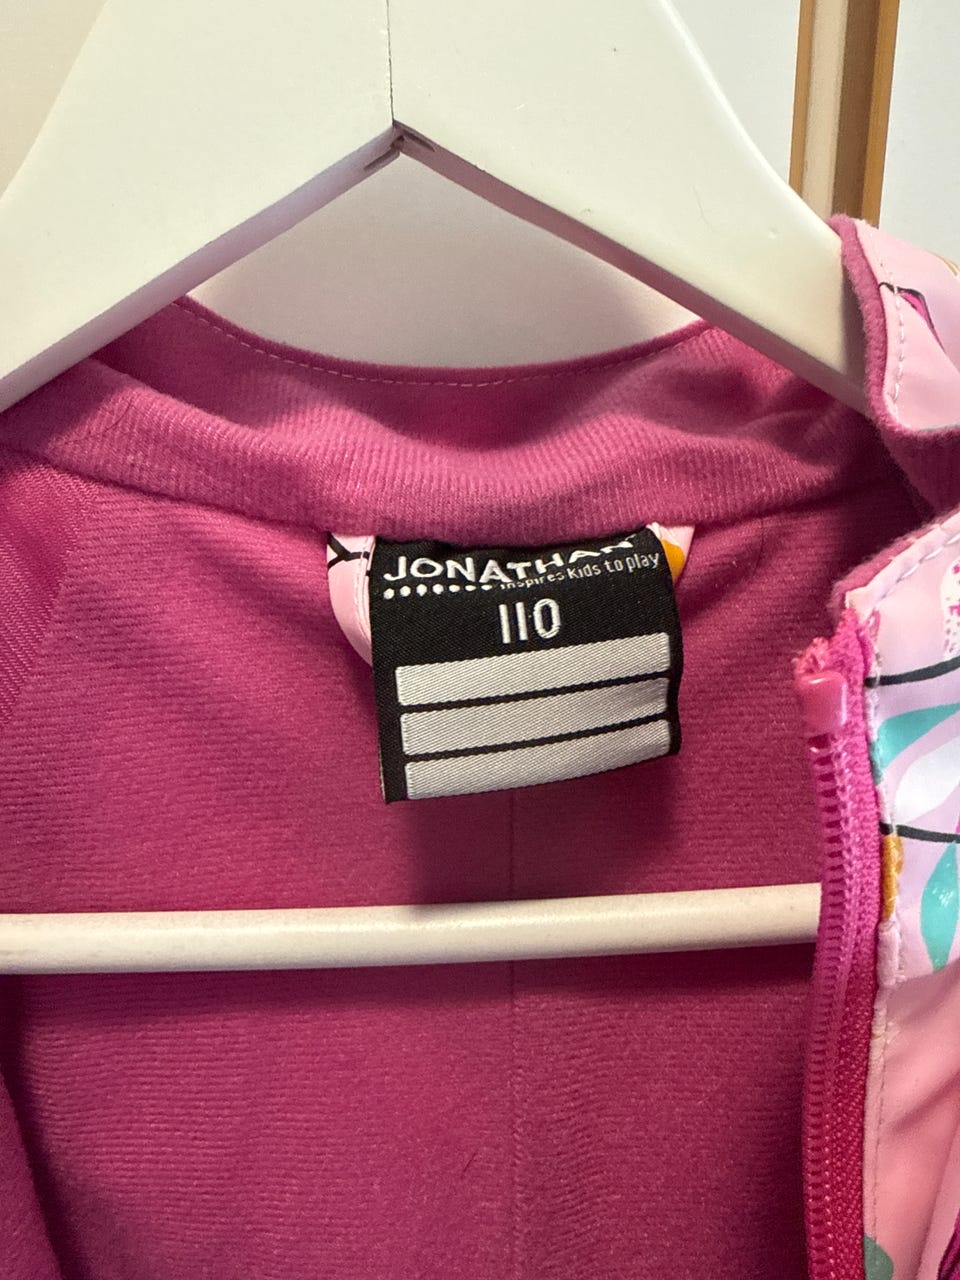 JONATHAN
inspires Kids to play
110